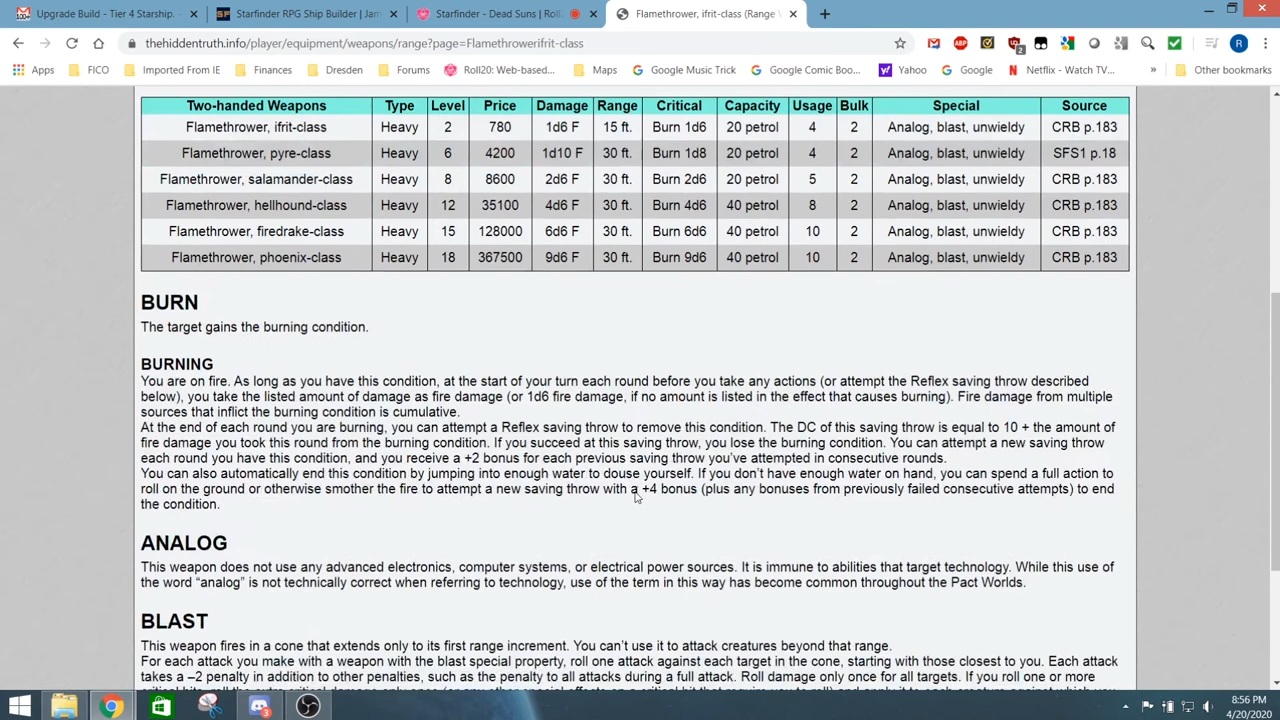 Upgrade Build - Tier 4 Starship.
Starfinder RPG Ship Builder | Jam
Starfinder - Dead Suns | Roll2
Flamethrower, ifrit-class (Range
thehiddentruth.info/player/equipment/weapons/range?page=Flamethrowerifrit-class
Apps FICO Imported From IE Finances Dresden Forums Roll20: Web-based... Maps Google Music Trick Google Comic Boo... Yahoo Google Netflix - Watch TV... Other bookmarks
Two-handed Weapons Type Level Price Damage Range Critical Capacity Usage Bulk Special Source
Flamethrower, ifrit-class Heavy 2 780 1d6 F 15 ft. Burn 1d6 20 petrol 4 2 Analog, blast, unwieldy CRB p.183
Flamethrower, pyre-class Heavy 6 4200 1d10 F 30 ft. Burn 1d8 20 petrol 4 2 Analog, blast, unwieldy SFS1 p.18
Flamethrower, salamander-class Heavy 8 8600 2d6 F 30 ft. Burn 2d6 20 petrol 5 2 Analog, blast, unwieldy CRB p.183
Flamethrower, hellhound-class Heavy 12 35100 4d6 F 30 ft. Burn 4d6 40 petrol 8 2 Analog, blast, unwieldy CRB p.183
Flamethrower, firedrake-class Heavy 15 128000 6d6 F 30 ft. Burn 6d6 40 petrol 10 2 Analog, blast, unwieldy CRB p.183
Flamethrower, phoenix-class Heavy 18 367500 9d6 F 30 ft. Burn 9d6 40 petrol 10 2 Analog, blast, unwieldy CRB p.183
BURN
The target gains the burning condition.
BURNING
You are on fire. As long as you have this condition, at the start of your turn each round before you take any actions (or attempt the Reflex saving throw described
below), you take the listed amount of damage as fire damage (or 1d6 fire damage, if no amount is listed in the effect that causes burning). Fire damage from multiple
sources that inflict the burning condition is cumulative.
At the end of each round you are burning, you can attempt a Reflex saving throw to remove this condition. The DC of this saving throw is equal to 10 + the amount of
fire damage you took this round from the burning condition. If you succeed at this saving throw, you lose the burning condition. You can attempt a new saving throw
each round you have this condition, and you receive a +2 bonus for each previous saving throw you've attempted in consecutive rounds.
You can also automatically end this condition by jumping into enough water to douse yourself. If you don't have enough water on hand, you can spend a full action to
roll on the ground or otherwise smother the fire to attempt a new saving throw with a +4 bonus (plus any bonuses from previously failed consecutive attempts) to end
the condition.
ANALOG
This weapon does not use any advanced electronics, computer systems, or electrical power sources. It is immune to abilities that target technology. While this use of
the word “analog” is not technically correct when referring to technology, use of the term in this way has become common throughout the Pact Worlds.
BLAST
This weapon fires in a cone that extends only to its first range increment. You can't use it to attack creatures beyond that range.
For each attack you make with a weapon with the blast special property, roll one attack against each target in the cone, starting with those closest to you. Each attack
takes a –2 penalty in addition to other penalties, such as the penalty to all attacks during a full attack. Roll damage only once for all targets. If you roll one or more
8:56 PM
4/20/2020